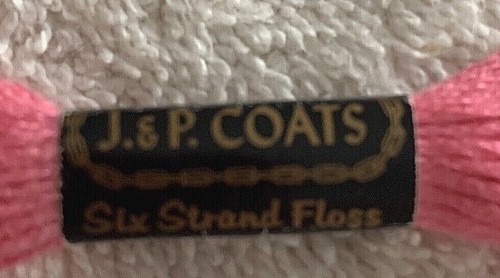 J. & P. COATS
Six Strand Floss